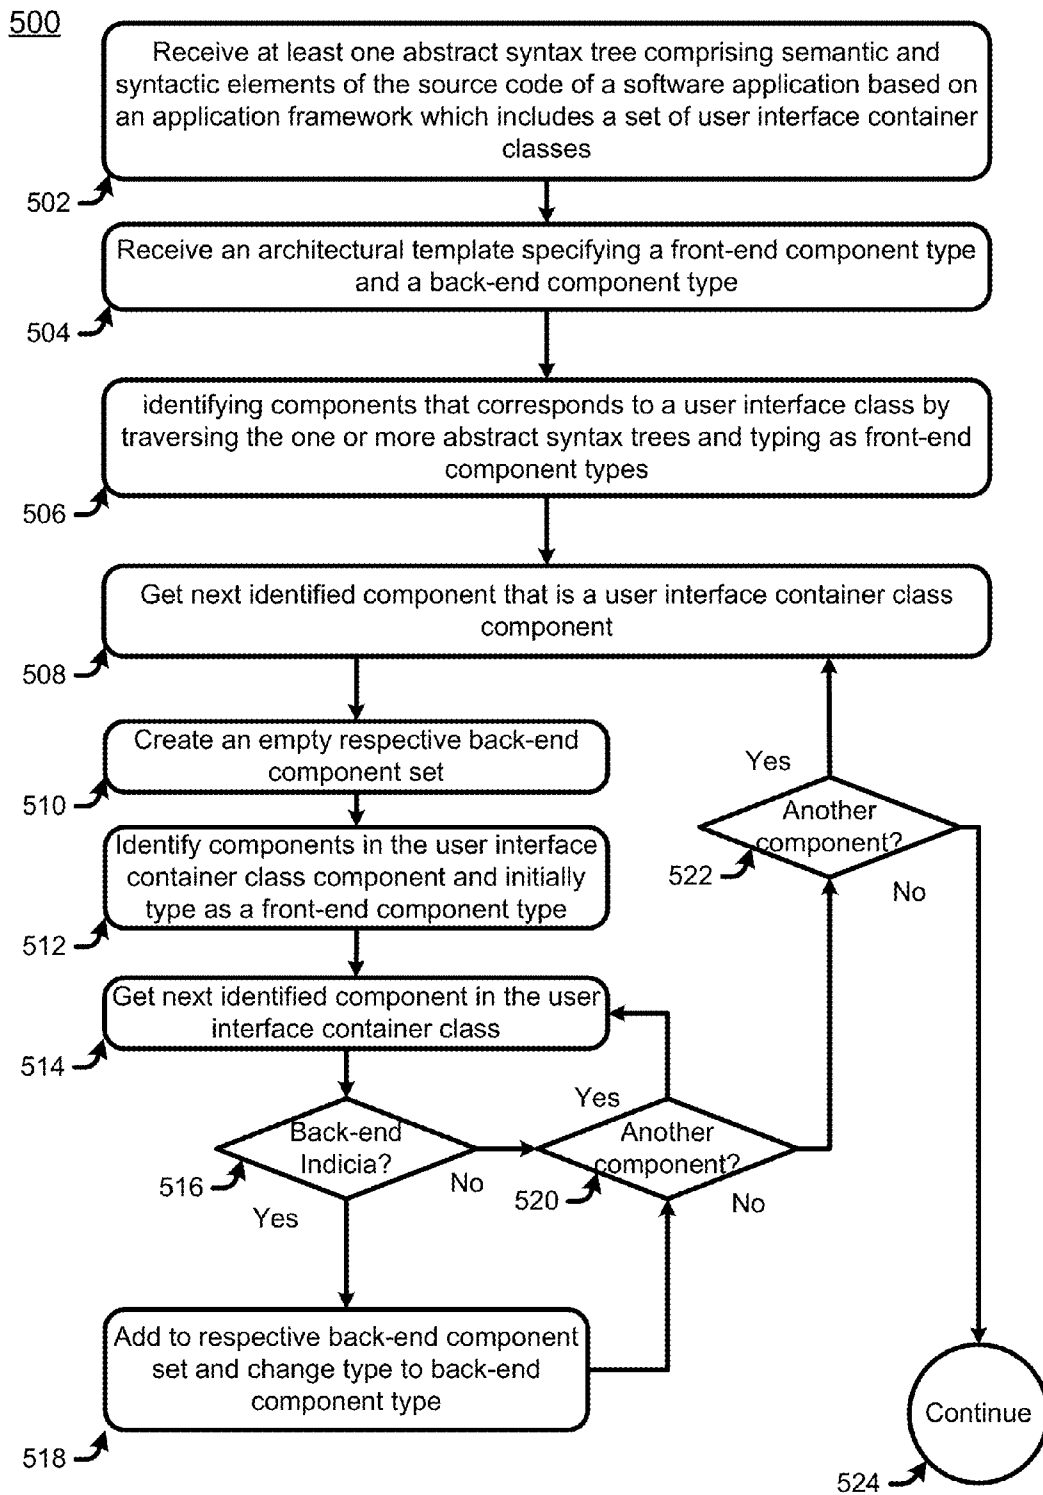 500
Receive at least one abstract syntax tree comprising semantic and
syntactic elements of the source code of a software application based on
an application framework which includes a set of user interface container
classes
502
Receive an architectural template specifying a front-end component type
and a back-end component type
504
identifying components that corresponds to a user interface class by
traversing the one or more abstract syntax trees and typing as front-end
component types
506
Get next identified component that is a user interface container class
component
508
Create an empty respective back-end
component set
510
Identify components in the user interface
container class component and initially
type as a front-end component type
512
Get next identified component in the user
interface container class
514
Back-end
Indicia?
516
No
Yes
Add to respective back-end component
set and change type to back-end
component type
518
Yes
Another
component?
520
No
Yes
Another
component?
522
No
Continue
524